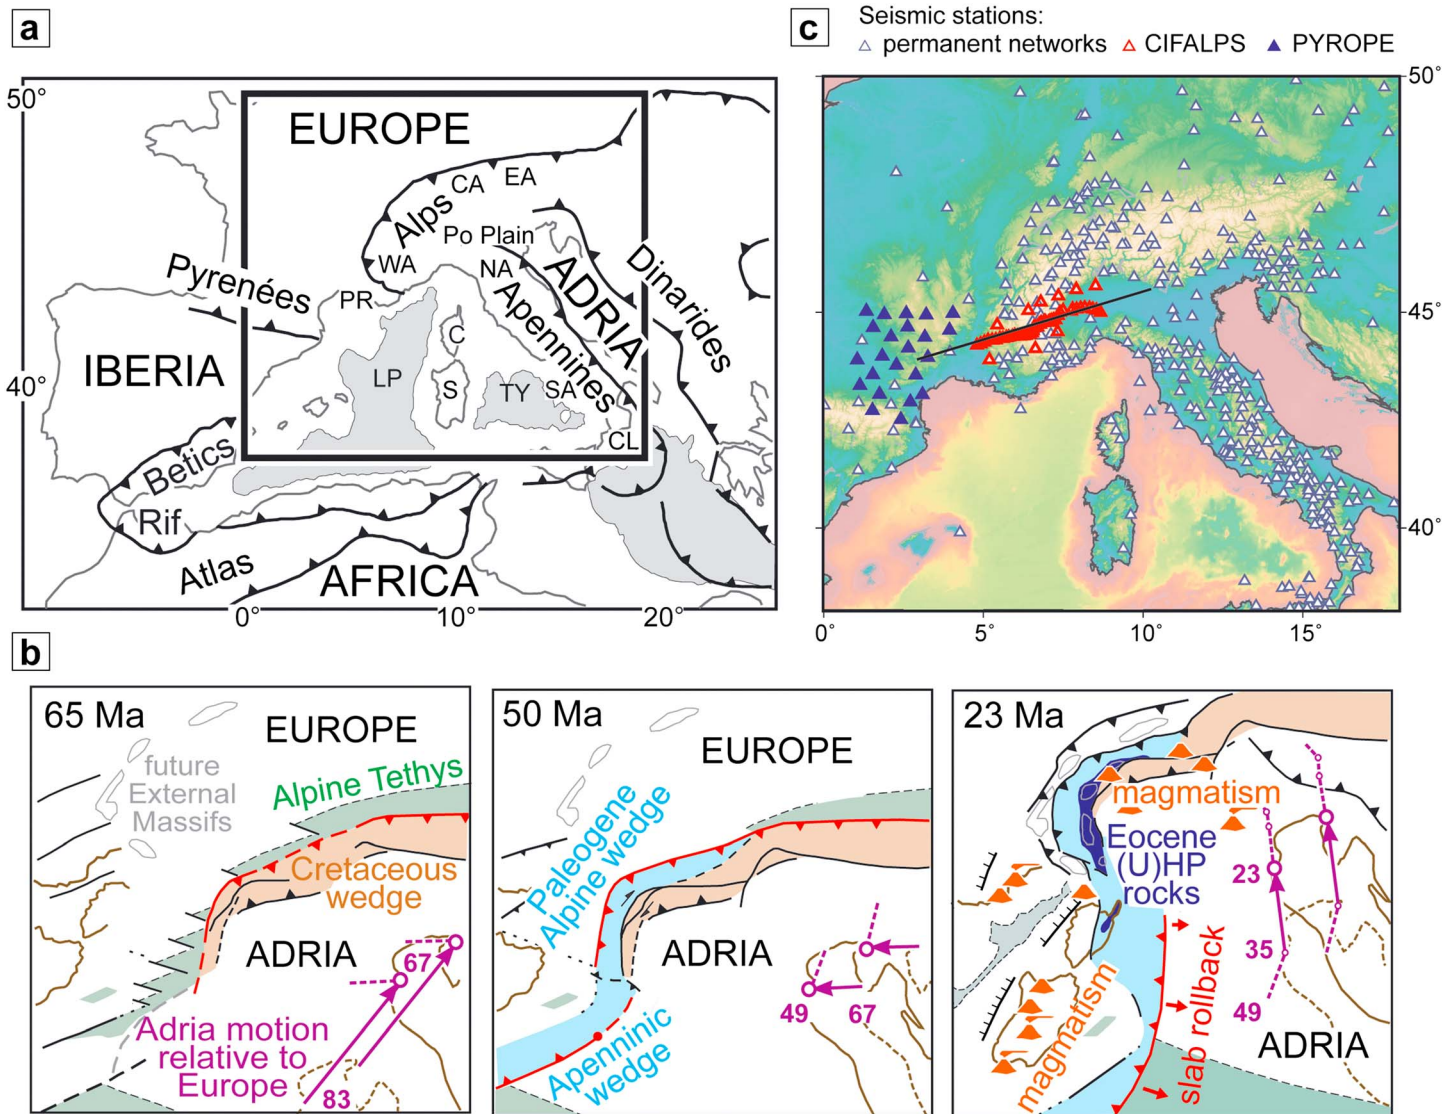 a
50°
40°
0°
10°
20°
EUROPE
CA
EA
Alps
Po Plain
WA
NA
Pyrenées
PR
ADRIA
Apennines
Dinarides
IBERIA
C
LP
S
TY
SA
CL
Betics
Rif
Atlas
AFRICA
c
Seismic stations:
permanent networks
CIFALPS
PYROPE
50°
45°
40°
0°
5°
10°
15°
b
65 Ma
EUROPE
future
External
Massifs
Alpine Tethys
Cretaceous
wedge
ADRIA
67
Adria motion
relative to
Europe
83
50 Ma
EUROPE
Paleogene
Alpine wedge
ADRIA
49
67
Apenninic
wedge
23 Ma
magmatism
Eocene
(U)HP
rocks
23
35
49
magmatism
slab rollback
ADRIA